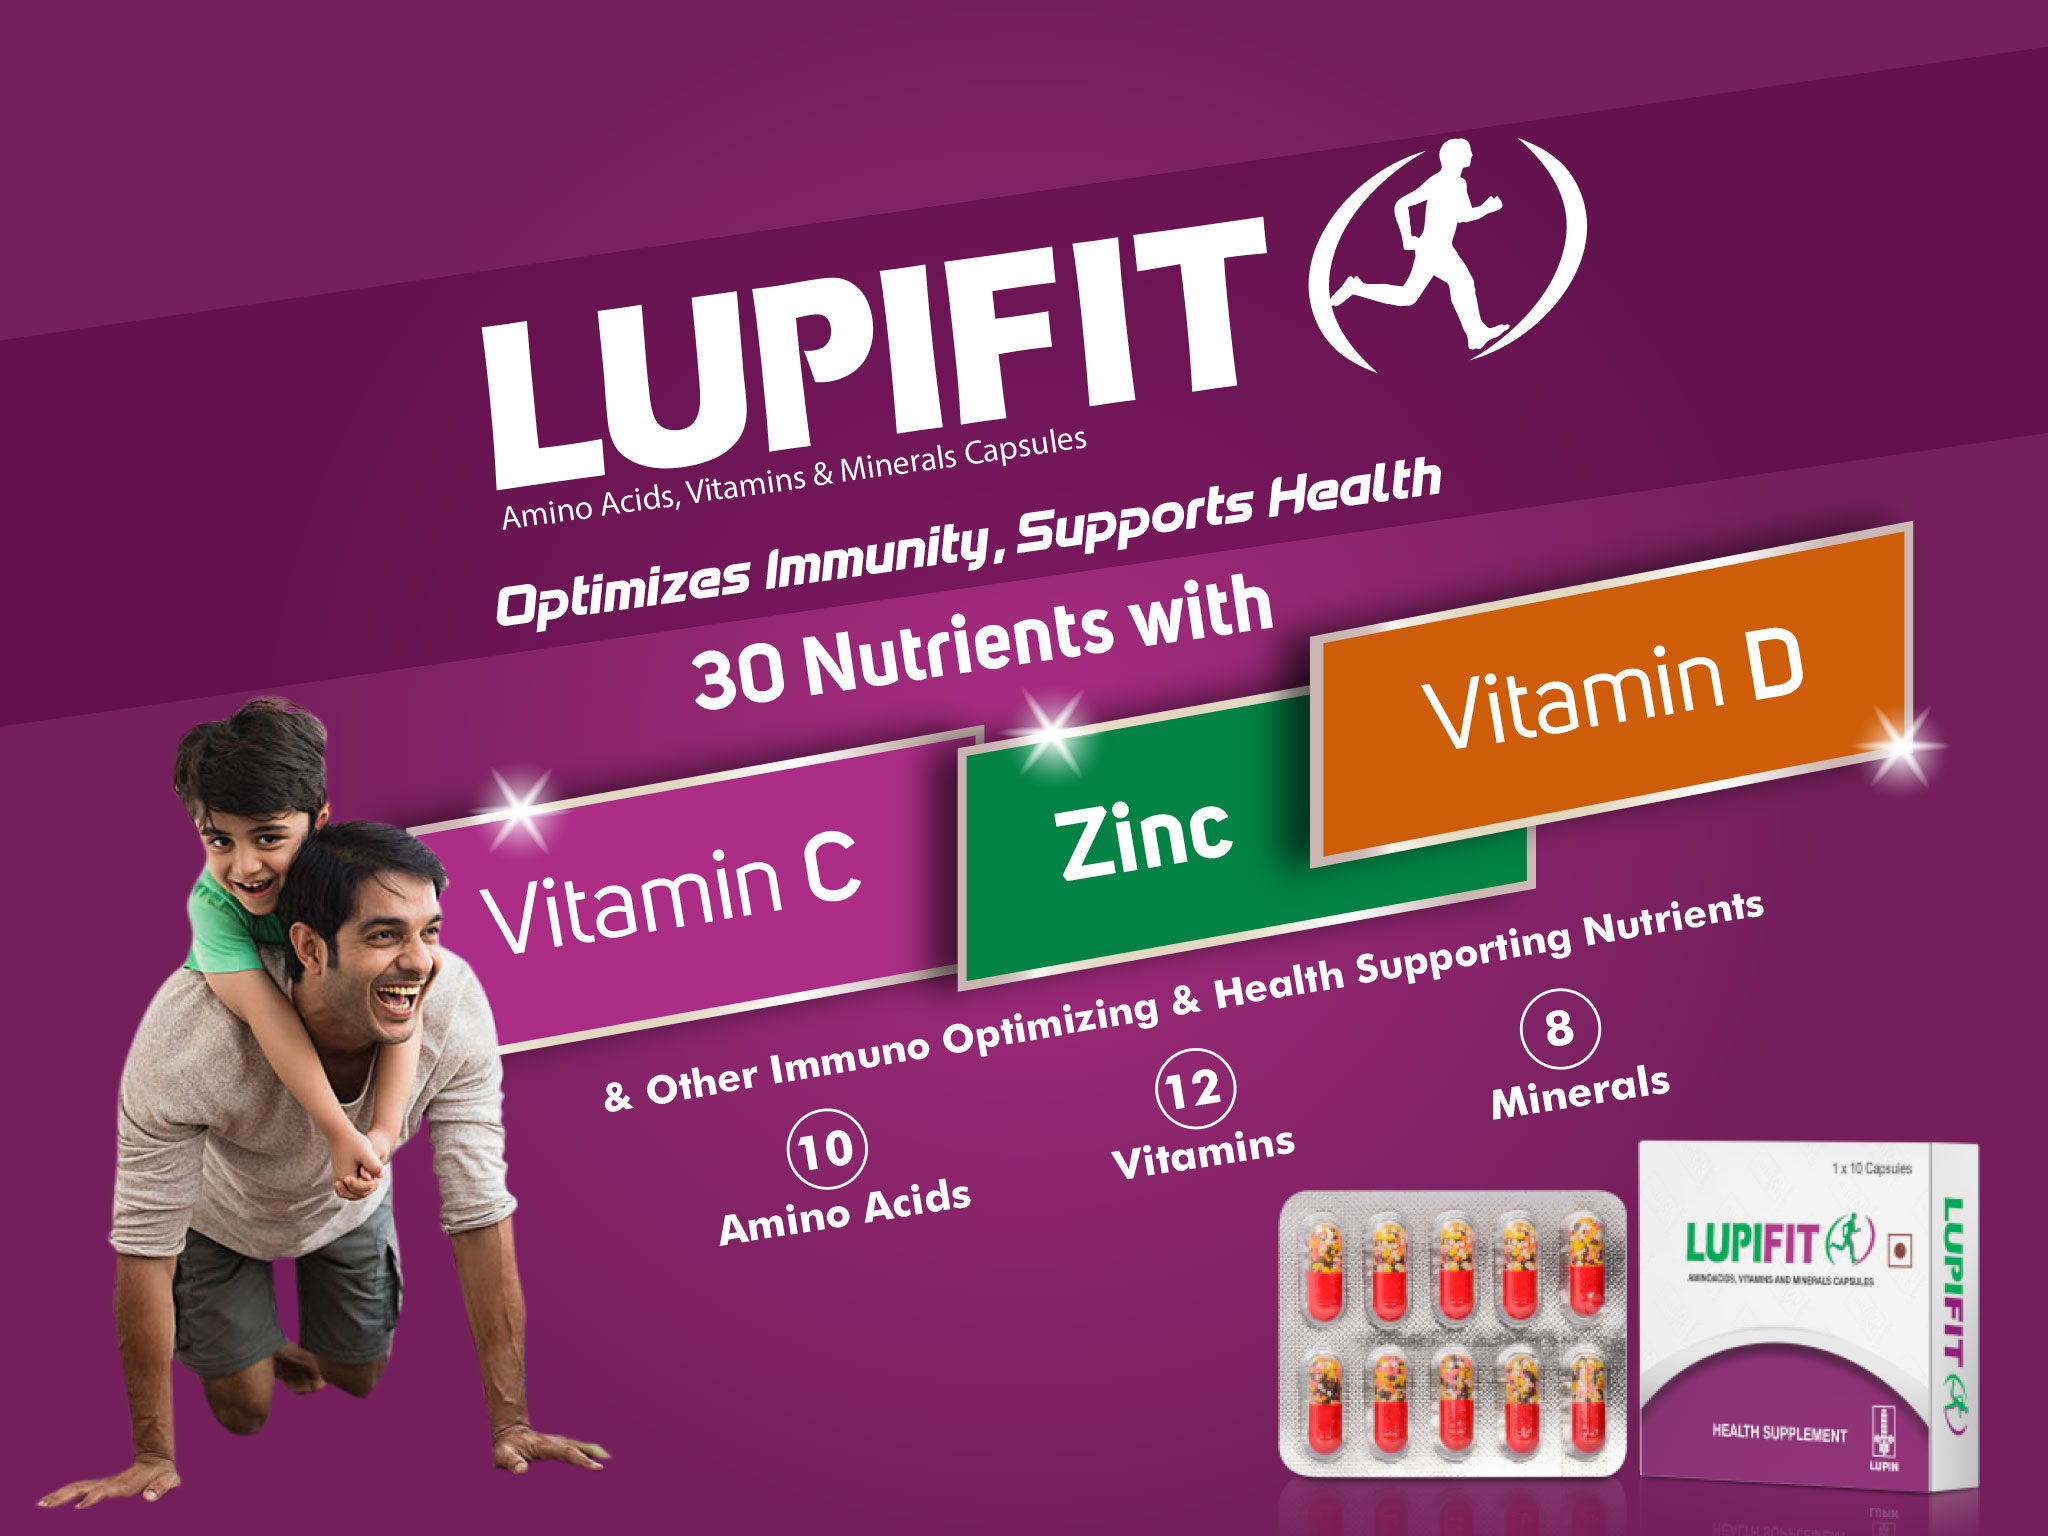 LUPIFIT
Amino Acids, Vitamins & Minerals Capsules
Optimizes Immunity, Supports Health
30 Nutrients with
Vitamin C
Zinc
Vitamin D
& Other Immuno Optimizing & Health Supporting Nutrients
10
Amino Acids
12
Vitamins
8
Minerals
1 x 10 Capsules
LUPIFIT
AMINOACIDS, VITAMINS AND MINERALS CAPSULES
HEALTH SUPPLEMENT
LUPIN
LUPIFIT